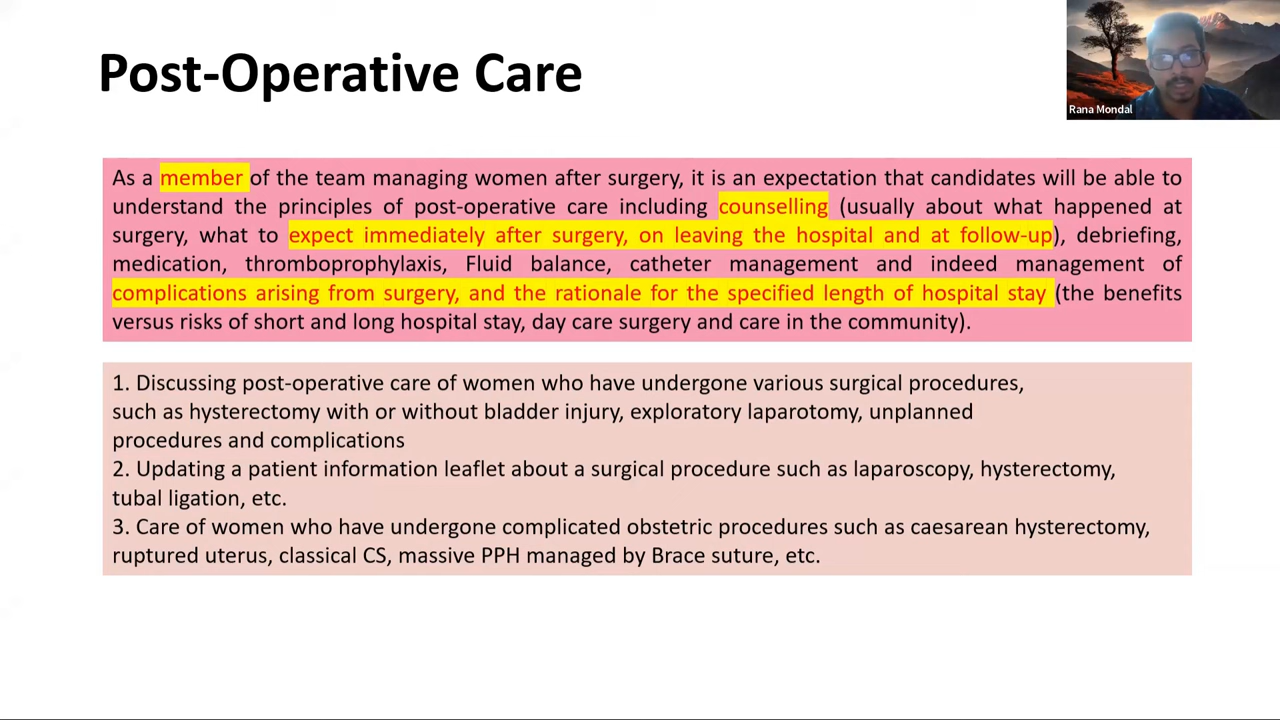 Post-Operative Care
Rana Mondal
As a member of the team managing women after surgery, it is an expectation that candidates will be able to
understand the principles of post-operative care including counselling (usually about what happened at
surgery, what to expect immediately after surgery, on leaving the hospital and at follow-up), debriefing,
medication, thromboprophylaxis, Fluid balance, catheter management and indeed management of
complications arising from surgery, and the rationale for the specified length of hospital stay (the benefits
versus risks of short and long hospital stay, day care surgery and care in the community).
1. Discussing post-operative care of women who have undergone various surgical procedures,
such as hysterectomy with or without bladder injury, exploratory laparotomy, unplanned
procedures and complications
2. Updating a patient information leaflet about a surgical procedure such as laparoscopy, hysterectomy,
tubal ligation, etc.
3. Care of women who have undergone complicated obstetric procedures such as caesarean hysterectomy,
ruptured uterus, classical CS, massive PPH managed by Brace suture, etc.